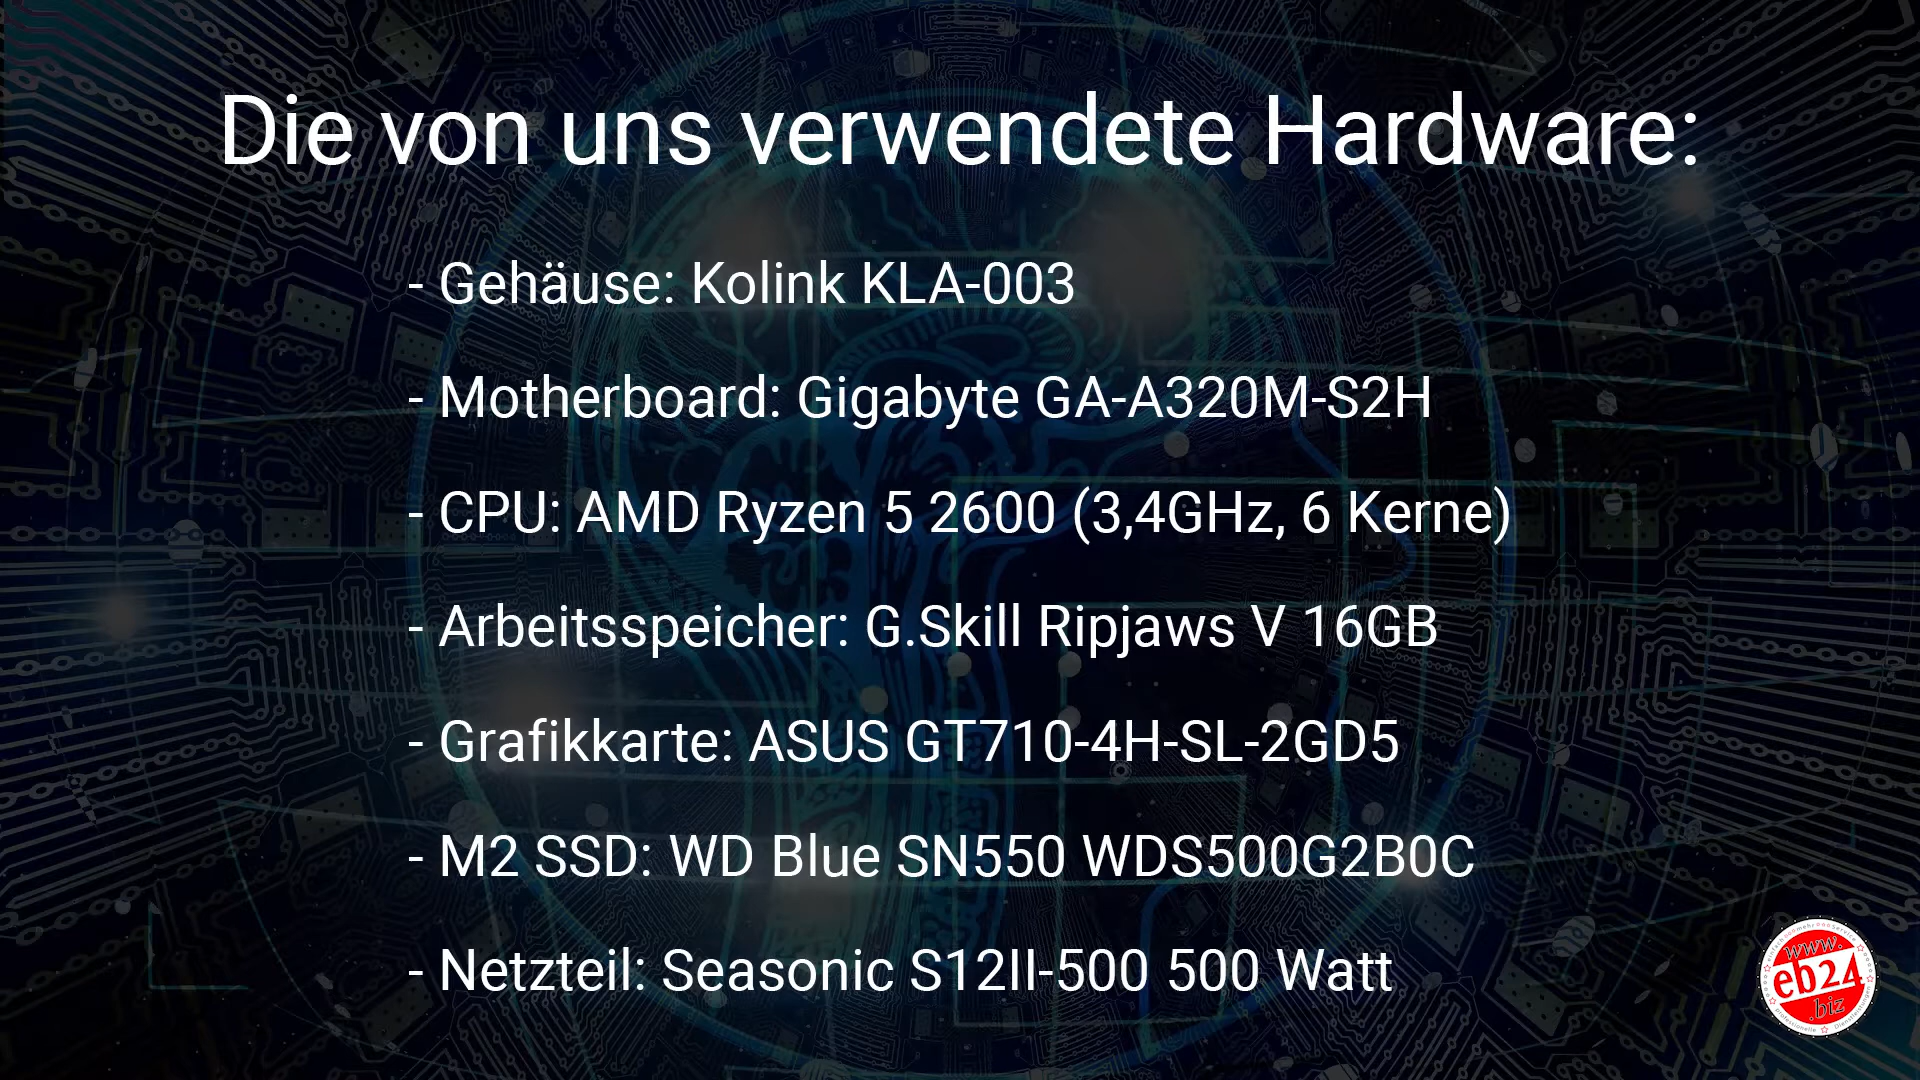 Die von uns verwendete Hardware:
- Gehäuse: Kolink KLA-003
- Motherboard: Gigabyte GA-A320M-S2H
- CPU: AMD Ryzen 5 2600 (3,4GHz, 6 Kerne)
- Arbeitsspeicher: G.Skill Ripjaws V 16GB
- Grafikkarte: ASUS GT710-4H-SL-2GD5
- M2 SSD: WD Blue SN550 WDS500G2B0C
- Netzteil: Seasonic S12II-500 500 Watt
www.
eb24
.biz